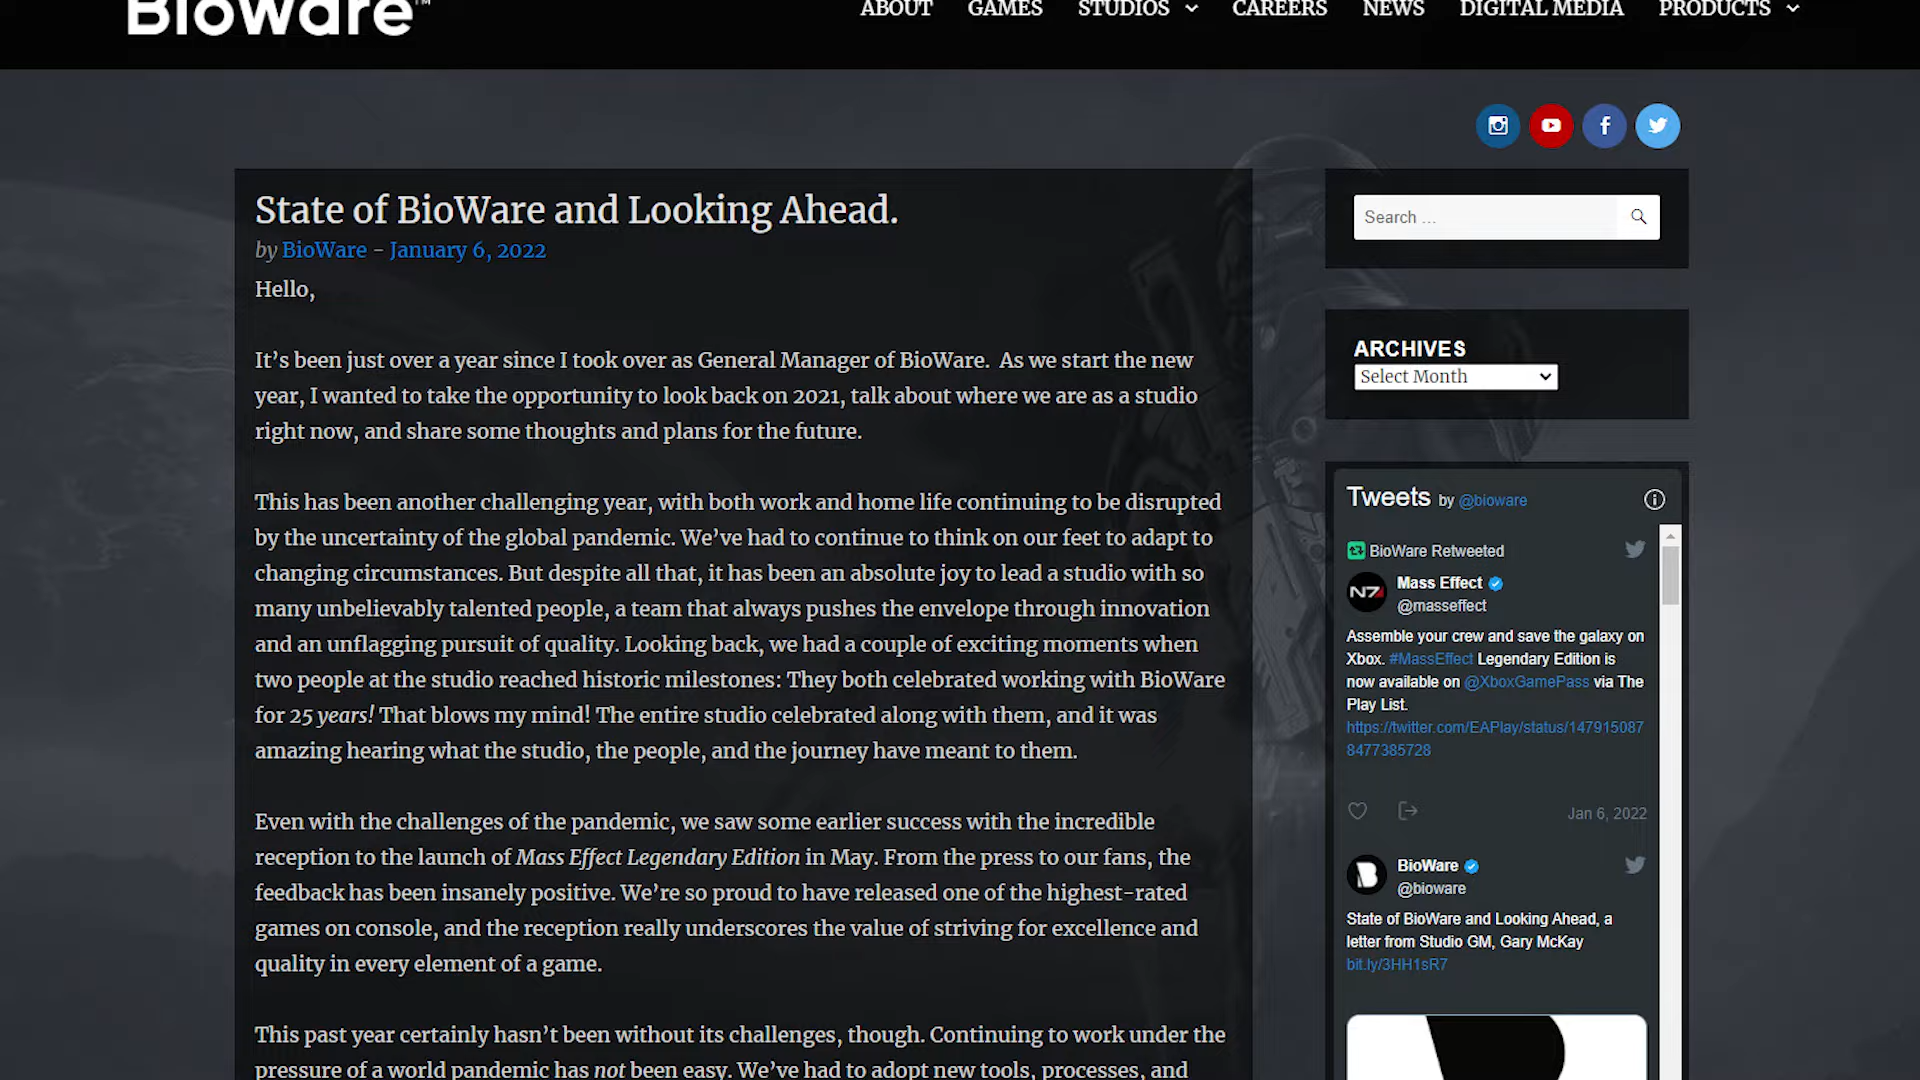 BioWare™
ABOUT GAMES STUDIOS CAREERS NEWS DIGITAL MEDIA PRODUCTS
State of BioWare and Looking Ahead.
by BioWare - January 6, 2022
Hello,
It’s been just over a year since I took over as General Manager of BioWare.  As we start the new
year, I wanted to take the opportunity to look back on 2021, talk about where we are as a studio
right now, and share some thoughts and plans for the future.
This has been another challenging year, with both work and home life continuing to be disrupted
by the uncertainty of the global pandemic. We’ve had to continue to think on our feet to adapt to
changing circumstances. But despite all that, it has been an absolute joy to lead a studio with so
many unbelievably talented people, a team that always pushes the envelope through innovation
and an unflagging pursuit of quality. Looking back, we had a couple of exciting moments when
two people at the studio reached historic milestones: They both celebrated working with BioWare
for 25 years! That blows my mind! The entire studio celebrated along with them, and it was
amazing hearing what the studio, the people, and the journey have meant to them.
Even with the challenges of the pandemic, we saw some earlier success with the incredible
reception to the launch of Mass Effect Legendary Edition in May. From the press to our fans, the
feedback has been insanely positive. We’re so proud to have released one of the highest-rated
games on console, and the reception really underscores the value of striving for excellence and
quality in every element of a game.
This past year certainly hasn’t been without its challenges, though. Continuing to work under the
pressure of a world pandemic has not been easy. We’ve had to adopt new tools, processes, and
Search ...
ARCHIVES
Select Month
Tweets by @bioware
BioWare Retweeted
N7
Mass Effect
@masseffect
Assemble your crew and save the galaxy on
Xbox. #MassEffect Legendary Edition is
now available on @XboxGamePass via The
Play List.
https://twitter.com/EAPlay/status/147915087
8477385728
Jan 6, 2022
BioWare
@bioware
State of BioWare and Looking Ahead, a
letter from Studio GM, Gary McKay
bit.ly/3HH1sR7